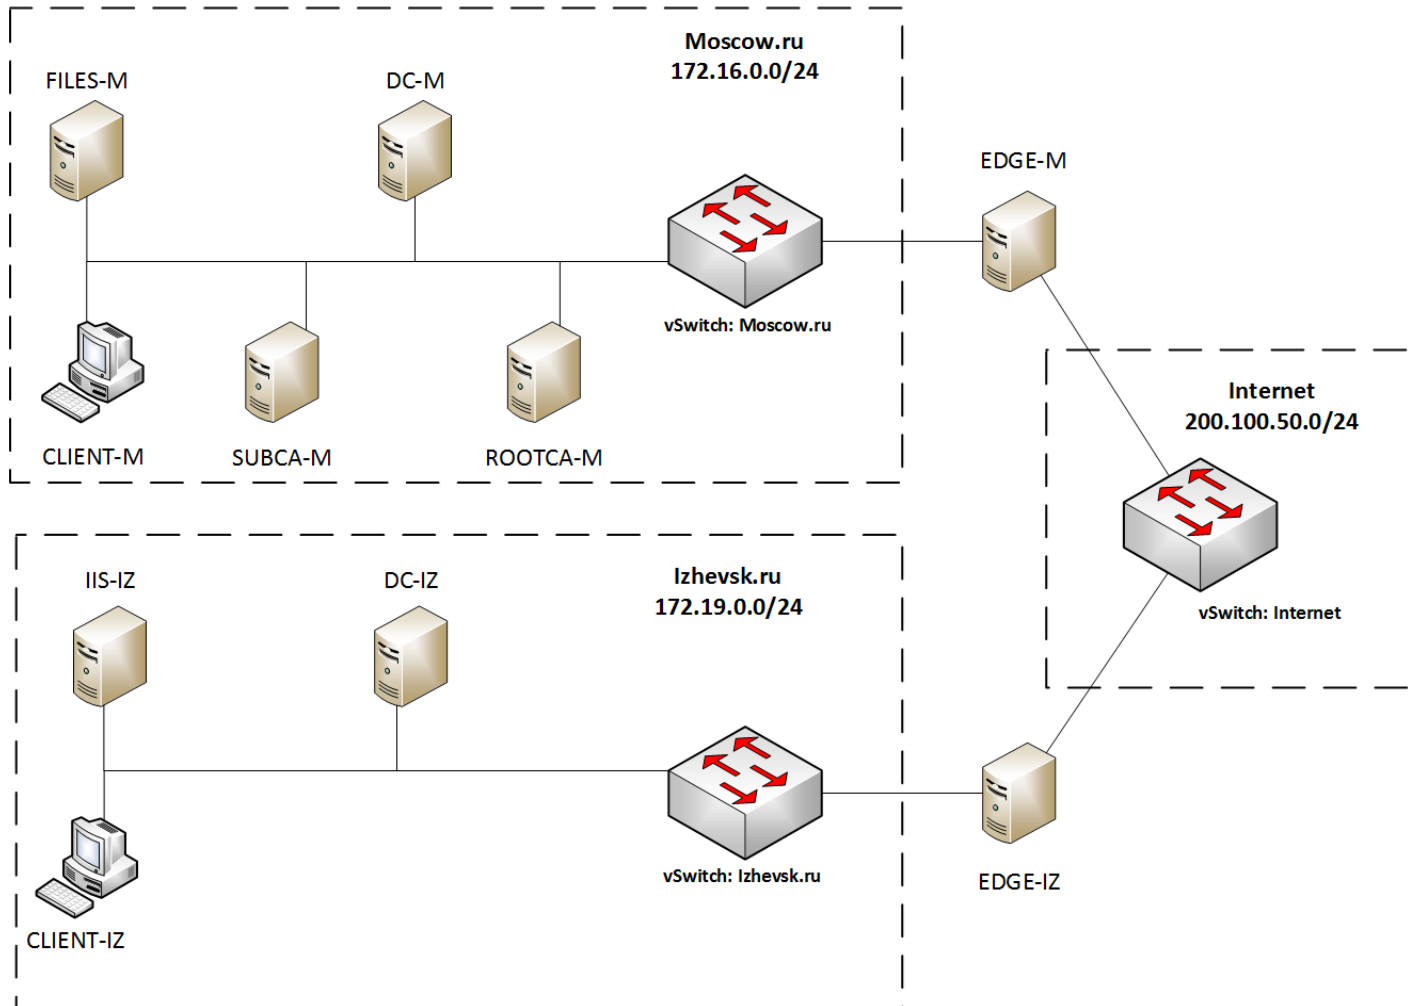 Moscow.ru
172.16.0.0/24
FILES-M
DC-M
EDGE-M
vSwitch: Moscow.ru
CLIENT-M
SUBCA-M
ROOTCA-M
Internet
200.100.50.0/24
vSwitch: Internet
Izhevsk.ru
172.19.0.0/24
IIS-IZ
DC-IZ
vSwitch: Izhevsk.ru
EDGE-IZ
CLIENT-IZ